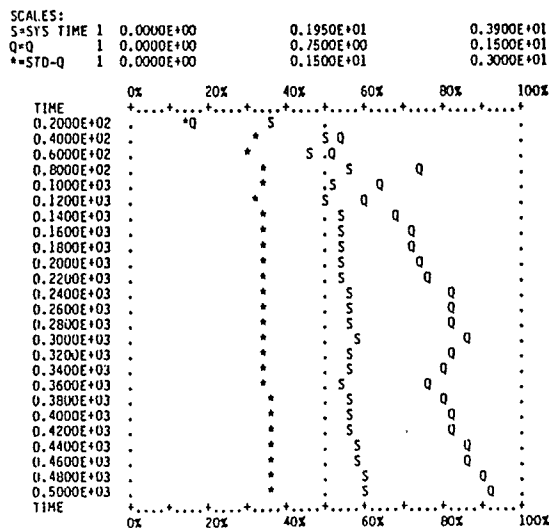 SCALES:
S=SYS TIME 1 0.0000E+00 0.1950E+01 0.3900E+01
Q=Q 1 0.0000E+00 0.7500E+00 0.1500E+01
*=STD-Q 1 0.0000E+00 0.1500E+01 0.3000E+01
0% 20% 40% 60% 80% 100%
TIME
0.2000E+02 . *Q S . .
0.4000E+02 . * S Q .
0.6000E+02 . * S .Q .
0.8000E+02 . * . S Q .
0.1000E+03 . * .S Q .
0.1200E+03 . * S Q .
0.1400E+03 . * . S Q .
0.1600E+03 . * . S Q .
0.1800E+03 . * . S Q .
0.2000E+03 . * . S Q .
0.2200E+03 . * . S Q .
0.2400E+03 . * . S Q .
0.2600E+03 . * . S Q .
0.2800E+03 . * . S Q .
0.3000E+03 . * . S Q .
0.3200E+03 . * . S Q .
0.3400E+03 . * . S Q .
0.3600E+03 . * . S Q .
0.3800E+03 . * . S Q .
0.4000E+03 . * . S Q .
0.4200E+03 . * . S Q .
0.4400E+03 . * . S Q .
0.4600E+03 . * . S Q .
0.4800E+03 . * . S Q .
0.5000E+03 . * . S Q .
TIME
0% 20% 40% 60% 80% 100%